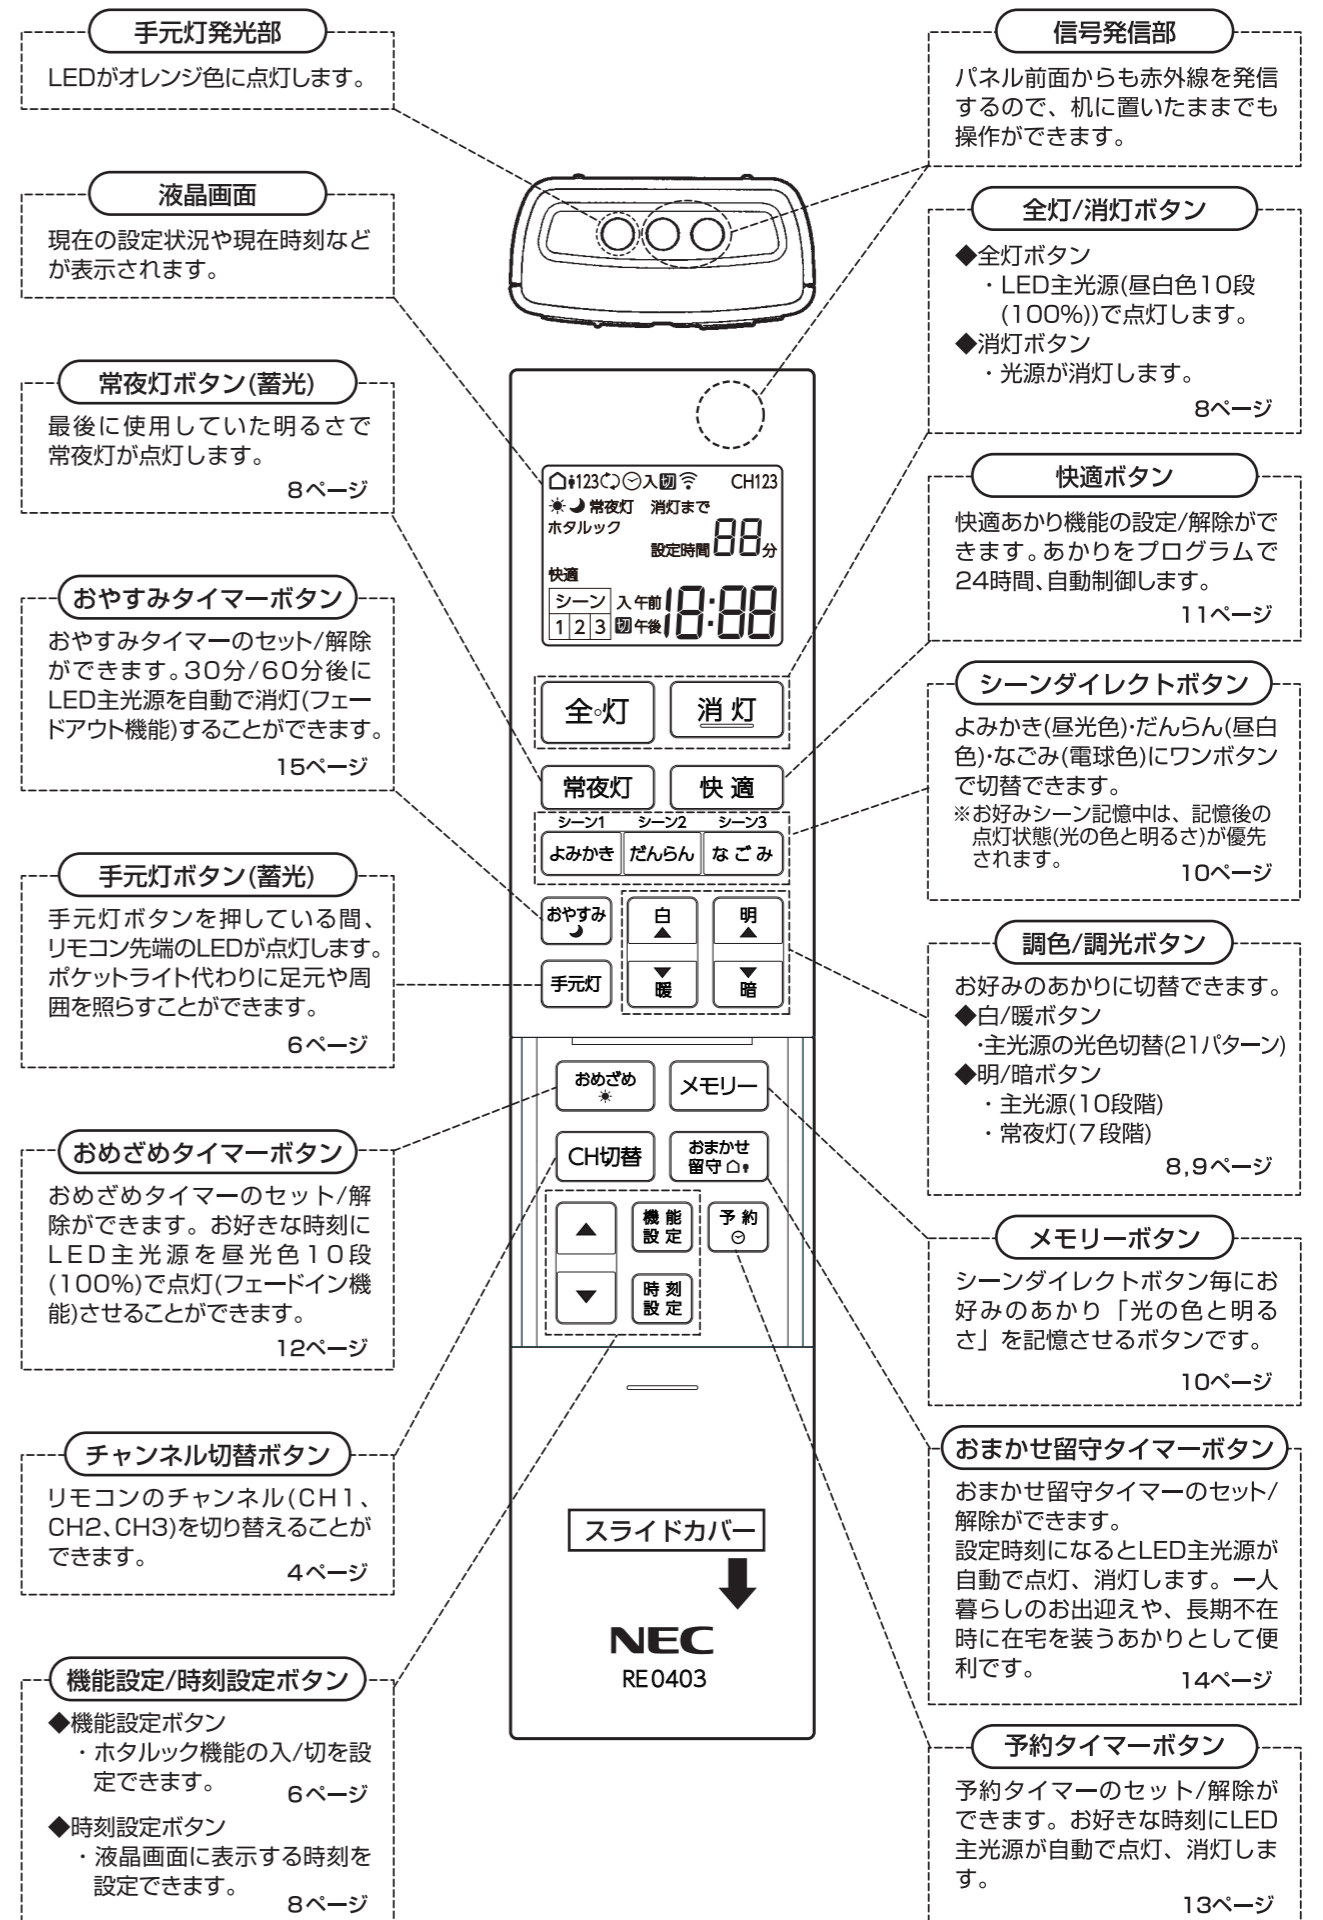 手元灯発光部
LEDがオレンジ色に点灯します。
液晶画面
現在の設定状況や現在時刻など
が表示されます。
常夜灯ボタン(蓄光)
最後に使用していた明るさで
常夜灯が点灯します。
8ページ
おやすみタイマーボタン
おやすみタイマーのセット/解除
ができます。30分/60分後に
LED主光源を自動で消灯(フェー
ドアウト機能)することができます。
15ページ
手元灯ボタン(蓄光)
手元灯ボタンを押している間、
リモコン先端のLEDが点灯します。
ポケットライト代わりに足元や周
囲を照らすことができます。
6ページ
おめざめタイマーボタン
おめざめタイマーのセット/解
除ができます。お好きな時刻に
LED主光源を昼光色10段
(100%)で点灯(フェードイン機
能)させることができます。
12ページ
チャンネル切替ボタン
リモコンのチャンネル(CH1、
CH2、CH3)を切り替えることが
できます。
4ページ
機能設定/時刻設定ボタン
◆機能設定ボタン
・ホタルック機能の入/切を設
定できます。
6ページ
◆時刻設定ボタン
・液晶画面に表示する時刻を
設定できます。
8ページ
123 入切 CH123
常夜灯 消灯まで
ホタルック
設定時間 88分
快適
シーン 入 午前 18:88
1 2 3 切 午後
全灯 消灯
常夜灯 快適
シーン1 シーン2 シーン3
よみかき だんらん なごみ
おやすみ 白▲ 明▲
手元灯 ▼暖 ▼暗
おめざめ メモリー
CH切替 おまかせ
留守
▲ 機能
設定 予約
▼ 時刻
設定
スライドカバー
NEC
RE0403
信号発信部
パネル前面からも赤外線を発信
するので、机に置いたままでも
操作ができます。
全灯/消灯ボタン
◆全灯ボタン
・LED主光源(昼白色10段
(100%))で点灯します。
◆消灯ボタン
・光源が消灯します。
8ページ
快適ボタン
快適あかり機能の設定/解除がで
きます。あかりをプログラムで
24時間、自動制御します。
11ページ
シーンダイレクトボタン
よみかき(昼光色)・だんらん(昼白
色)・なごみ(電球色)にワンボタン
で切替できます。
※お好みシーン記憶中は、記憶後の
点灯状態(光の色と明るさ)が優先
されます。
10ページ
調色/調光ボタン
お好みのあかりに切替できます。
◆白/暖ボタン
・主光源の光色切替(21パターン)
◆明/暗ボタン
・主光源(10段階)
・常夜灯(7段階)
8,9ページ
メモリーボタン
シーンダイレクトボタン毎にお
好みのあかり「光の色と明る
さ」を記憶させるボタンです。
10ページ
おまかせ留守タイマーボタン
おまかせ留守タイマーのセット/
解除ができます。
設定時刻になるとLED主光源が
自動で点灯、消灯します。一人
暮らしのお出迎えや、長期不在
時に在宅を装うあかりとして便
利です。
14ページ
予約タイマーボタン
予約タイマーのセット/解除が
できます。お好きな時刻にLED
主光源が自動で点灯、消灯しま
す。
13ページ